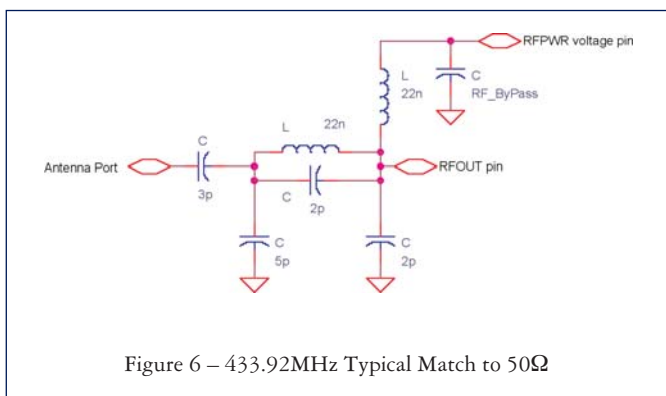 RFPWR voltage pin
L
22n
C
RF_ByPass
L
22n
Antenna Port
C
3p
RFOUT pin
C
2p
C
5p
C
2p
Figure 6 – 433.92MHz Typical Match to 50Ω